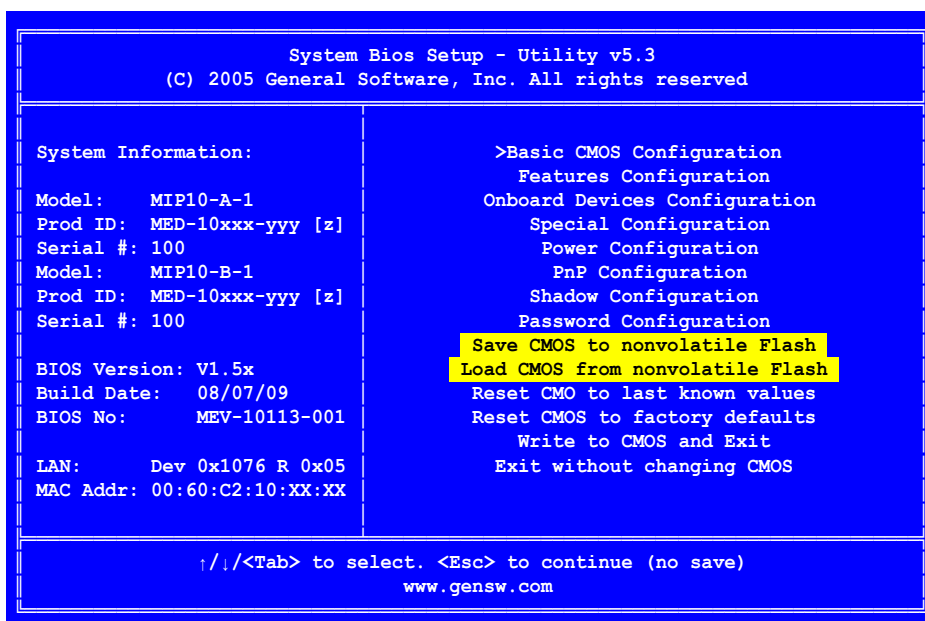 System Bios Setup - Utility v5.3
(C) 2005 General Software, Inc. All rights reserved
System Information:
Model: MIP10-A-1
Prod ID: MED-10xxx-yyy [z]
Serial #: 100
Model: MIP10-B-1
Prod ID: MED-10xxx-yyy [z]
Serial #: 100
BIOS Version: V1.5x
Build Date: 08/07/09
BIOS No: MEV-10113-001
LAN: Dev 0x1076 R 0x05
MAC Addr: 00:60:C2:10:XX:XX
>Basic CMOS Configuration
Features Configuration
Onboard Devices Configuration
Special Configuration
Power Configuration
PnP Configuration
Shadow Configuration
Password Configuration
Save CMOS to nonvolatile Flash
Load CMOS from nonvolatile Flash
Reset CMO to last known values
Reset CMOS to factory defaults
Write to CMOS and Exit
Exit without changing CMOS
↑/↓/<Tab> to select. <Esc> to continue (no save)
www.gensw.com